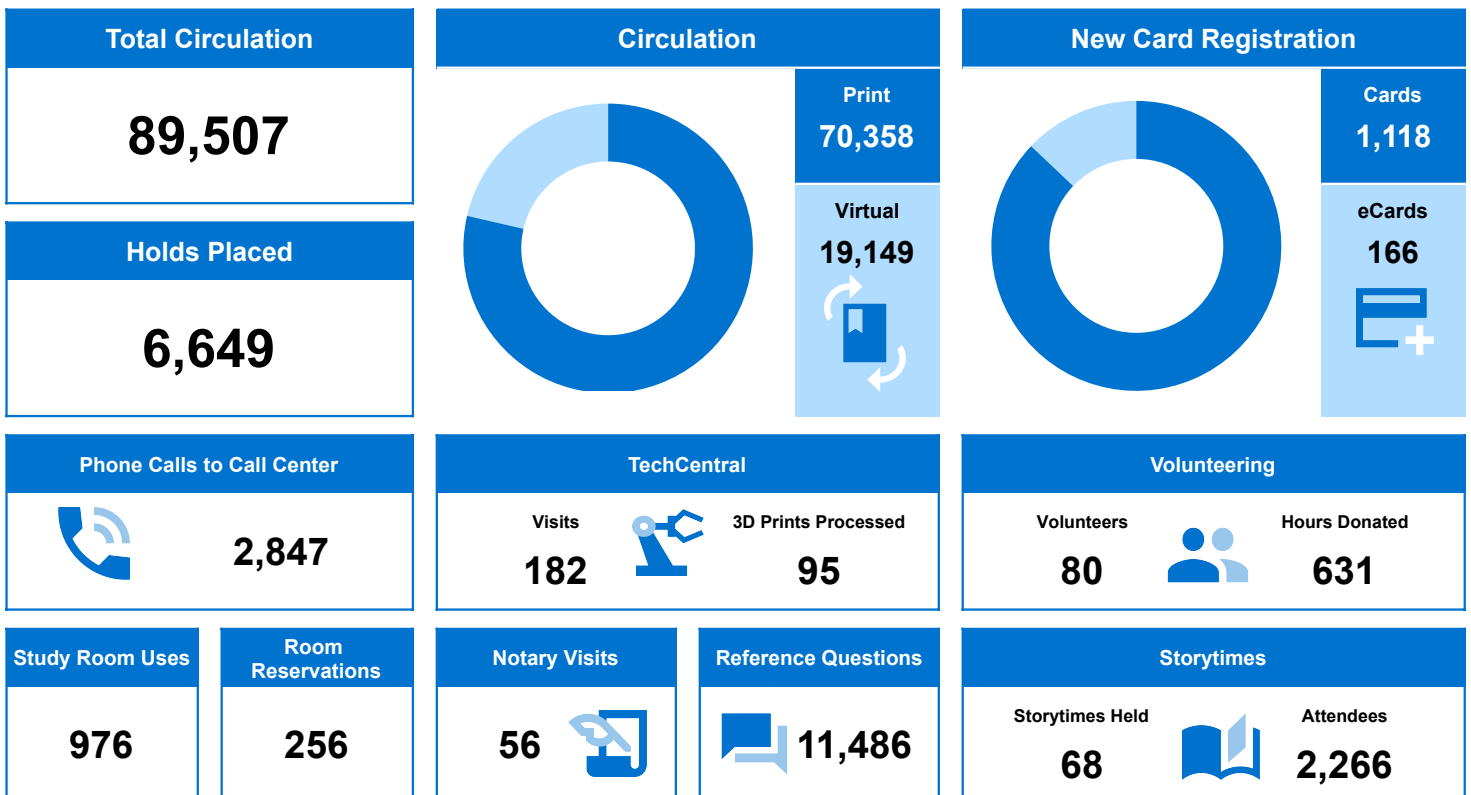 Total Circulation
89,507
Holds Placed
6,649
Circulation
Print
70,358
Virtual
19,149
New Card Registration
Cards
1,118
eCards
166
Phone Calls to Call Center
2,847
TechCentral
Visits
182
3D Prints Processed
95
Volunteering
Volunteers
80
Hours Donated
631
Study Room Uses
976
Room
Reservations
256
Notary Visits
56
Reference Questions
11,486
Storytimes
Storytimes Held
68
Attendees
2,266